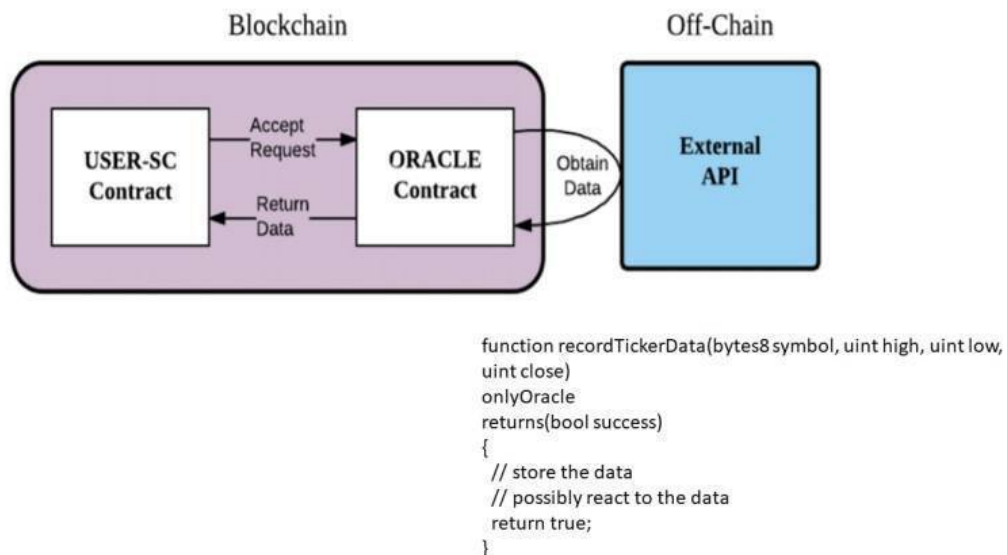 Blockchain
Off-Chain
USER-SC
Contract
Accept
Request
Return
Data
ORACLE
Contract
Obtain
Data
External
API
function recordTickerData(bytes8 symbol, uint high, uint low,
uint close)
onlyOracle
returns(bool success)
{
// store the data
// possibly react to the data
return true;
}